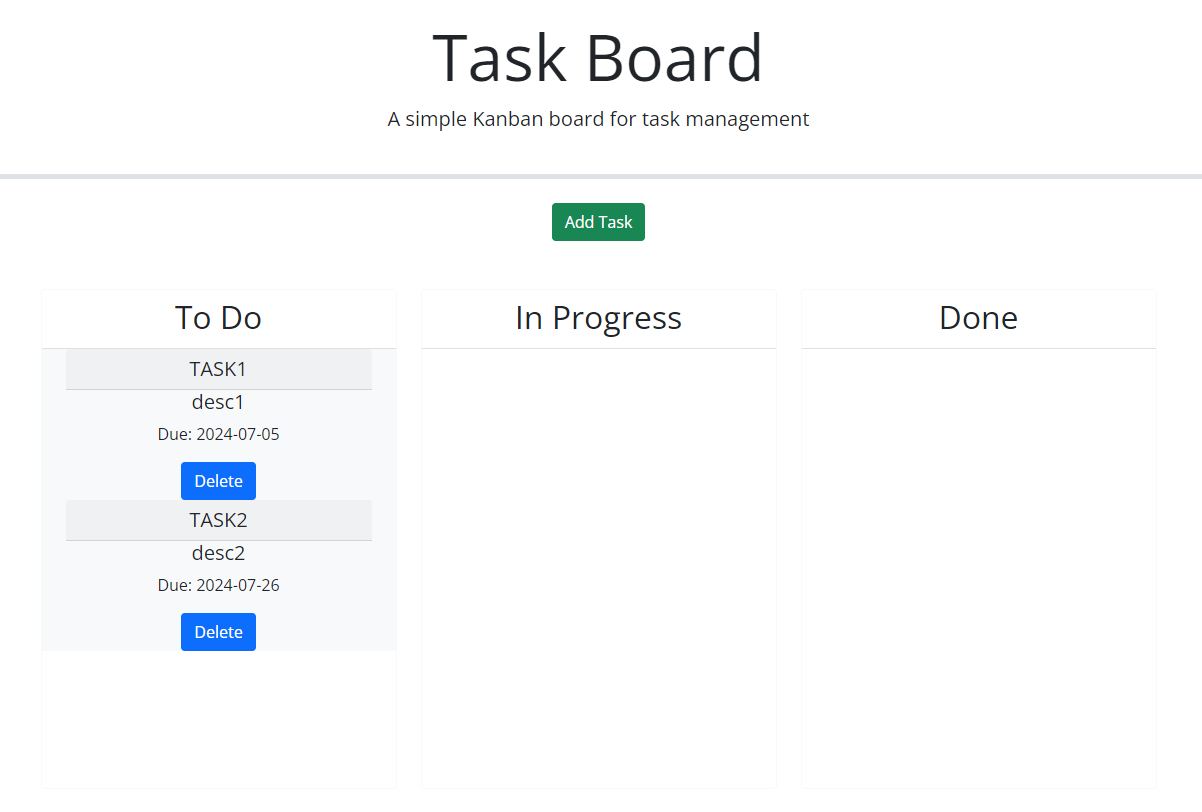 Task Board
A simple Kanban board for task management
Add Task
To Do
TASK1
desc1
Due: 2024-07-05
Delete
TASK2
desc2
Due: 2024-07-26
Delete
In Progress
Done